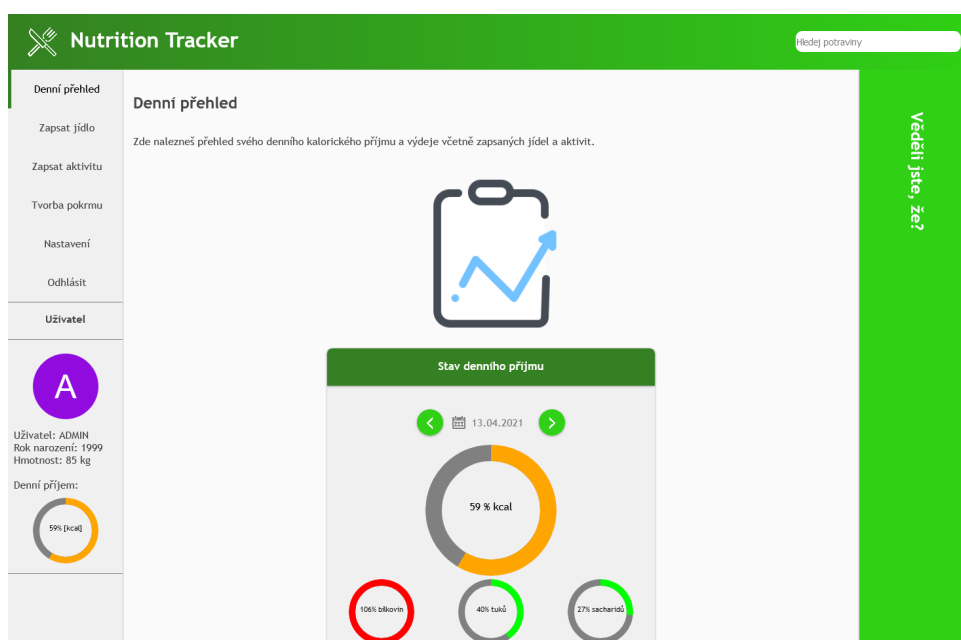 Nutrition Tracker
Hledej potraviny
Denní přehled
Zapsat jídlo
Zapsat aktivitu
Tvorba pokrmu
Nastavení
Odhlásit
Uživatel
A
Uživatel: ADMIN
Rok narození: 1999
Hmotnost: 85 kg
Denní příjem:
59% [kcal]
Denní přehled
Zde nalezneš přehled svého denního kalorického příjmu a výdeje včetně zapsaných jídel a aktivit.
Stav denního příjmu
13.04.2021
59 % kcal
106% bílkovin
40% tuků
27% sacharidů
Věděli jste, že?